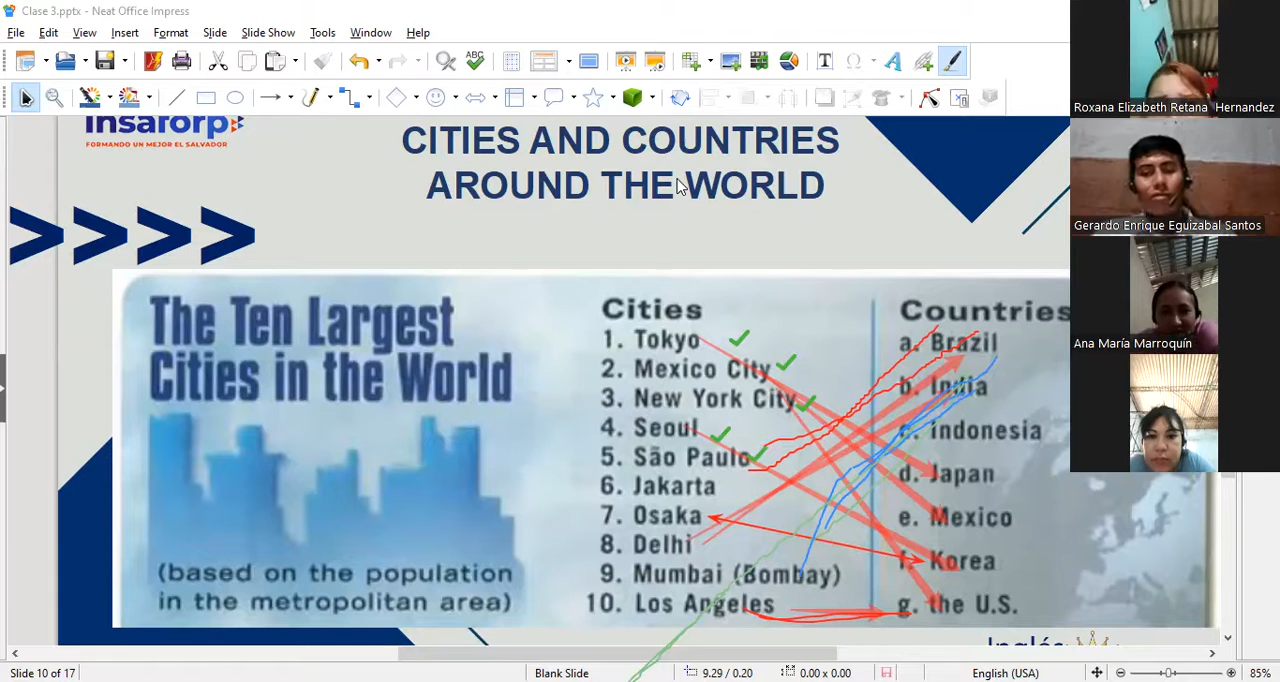 Clase 3.pptx - Neat Office Impress
File Edit View Insert Format Slide Slide Show Tools Window Help
ABC
T Ω A
Insaforp
FORMANDO UN MEJOR EL SALVADOR
CITIES AND COUNTRIES
AROUND THE WORLD
The Ten Largest
Cities in the World
(based on the population
in the metropolitan area)
Cities
1. Tokyo
2. Mexico City
3. New York City
4. Seoul
5. São Paulo
6. Jakarta
7. Osaka
8. Delhi
9. Mumbai (Bombay)
10. Los Angeles
Countries
a. Brazil
b. India
c. Indonesia
d. Japan
e. Mexico
f. Korea
g. the U.S.
Inglés
Roxana Elizabeth Retana Hernandez
Gerardo Enrique Eguizabal Santos
Ana María Marroquín
Slide 10 of 17
Blank Slide
9.29 / 0.20
0.00 x 0.00
English (USA)
85%